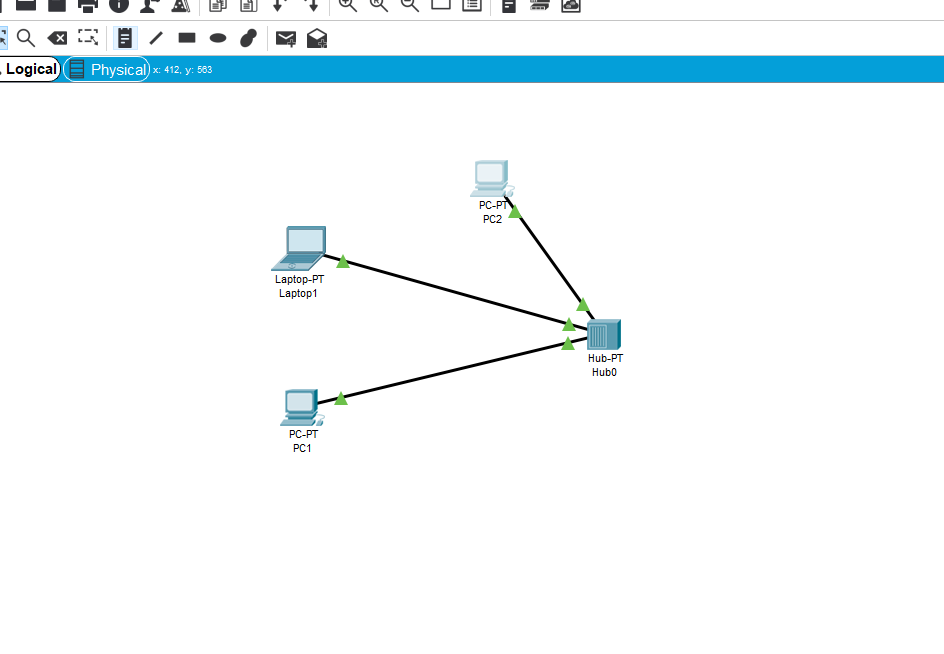 Logical
Physical
x: 412, y: 563
PC-PT
PC2
Laptop-PT
Laptop1
Hub-PT
Hub0
PC-PT
PC1